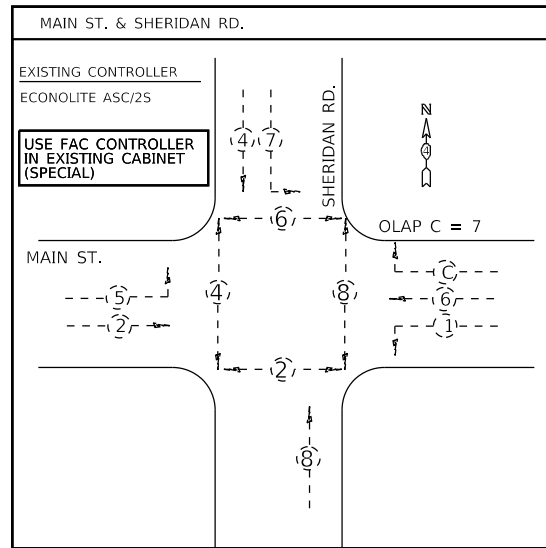 MAIN ST. & SHERIDAN RD.
EXISTING CONTROLLER
ECONOLITE ASC/2S
USE FAC CONTROLLER
IN EXISTING CABINET
(SPECIAL)
4
7
SHERIDAN RD.
N
4
6
OLAP C = 7
MAIN ST.
5
4
8
C
6
2
1
2
8